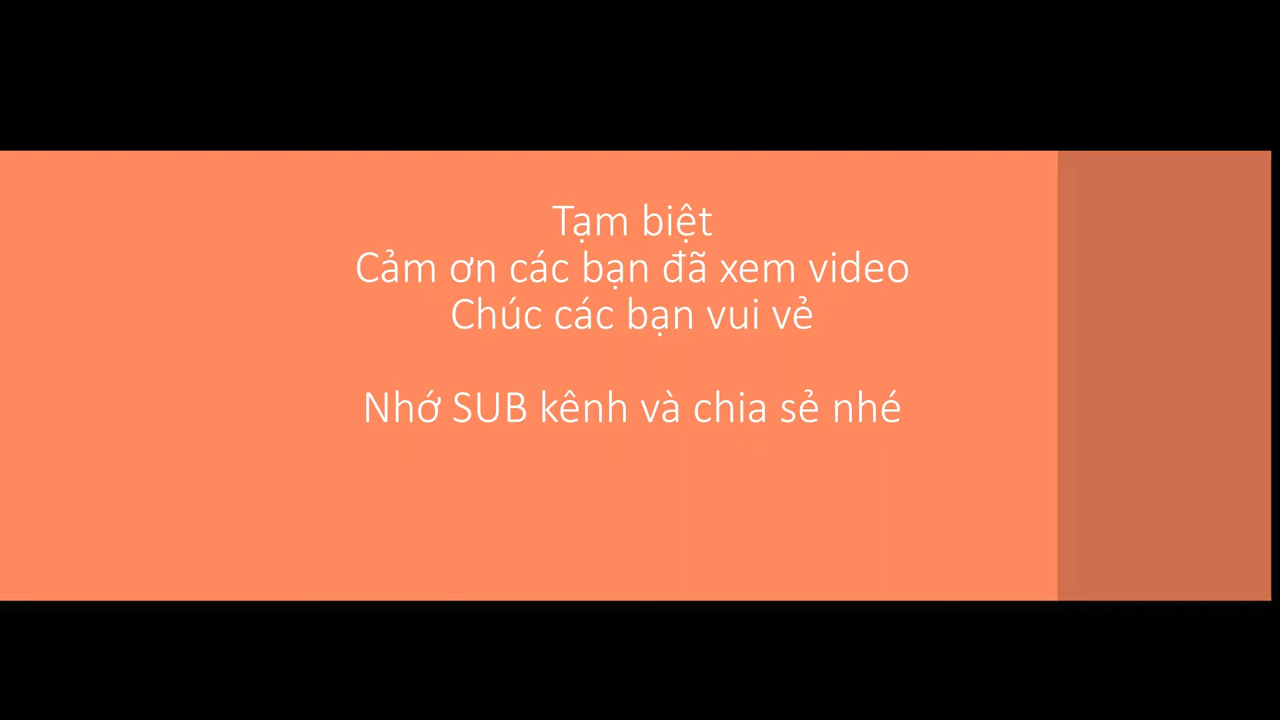 Tạm biệt
Cảm ơn các bạn đã xem video
Chúc các bạn vui vẻ
Nhớ SUB kênh và chia sẻ nhé